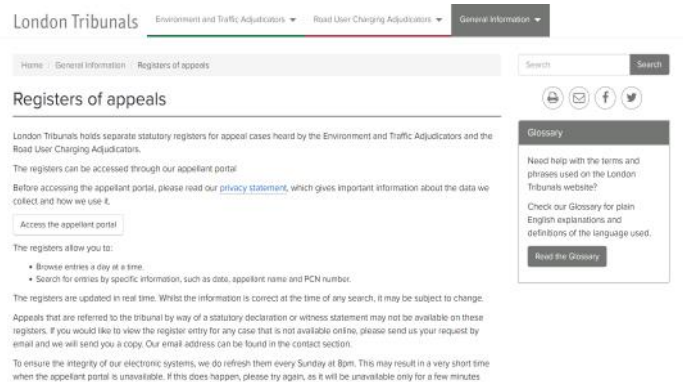 London Tribunals
Environment and Traffic Adjudicators
Road User Charging Adjudicators
General Information
Home
General Information
Registers of appeals
Search
Search
Registers of appeals
London Tribunals holds separate statutory registers for appeal cases heard by the Environment and Traffic Adjudicators and the
Road User Charging Adjudicators.
The registers can be accessed through our appellant portal
Before accessing the appellant portal, please read our privacy statement, which gives important information about the data we
collect and how we use it.
Access the appellant portal
The registers allow you to:
Browse entries a day at a time.
Search for entries by specific information, such as date, appellant name and PCN number.
The registers are updated in real time. Whilst the information is correct at the time of any search, it may be subject to change.
Appeals that are referred to the tribunal by way of a statutory declaration or witness statement may not be available on these
registers. If you would like to view the register entry for any case that is not available online, please send us your request by
email and we will send you a copy. Our email address can be found in the contact section.
To ensure the integrity of our electronic systems, we do refresh them every Sunday at 8pm. This may result in a very short time
when the appellant portal is unavailable. If this does happen, please try again, as it will be unavailable only for a few minutes
Glossary
Need help with the terms and
phrases used on the London
Tribunals website?
Check our Glossary for plain
English explanations and
definitions of the language used.
Read the Glossary